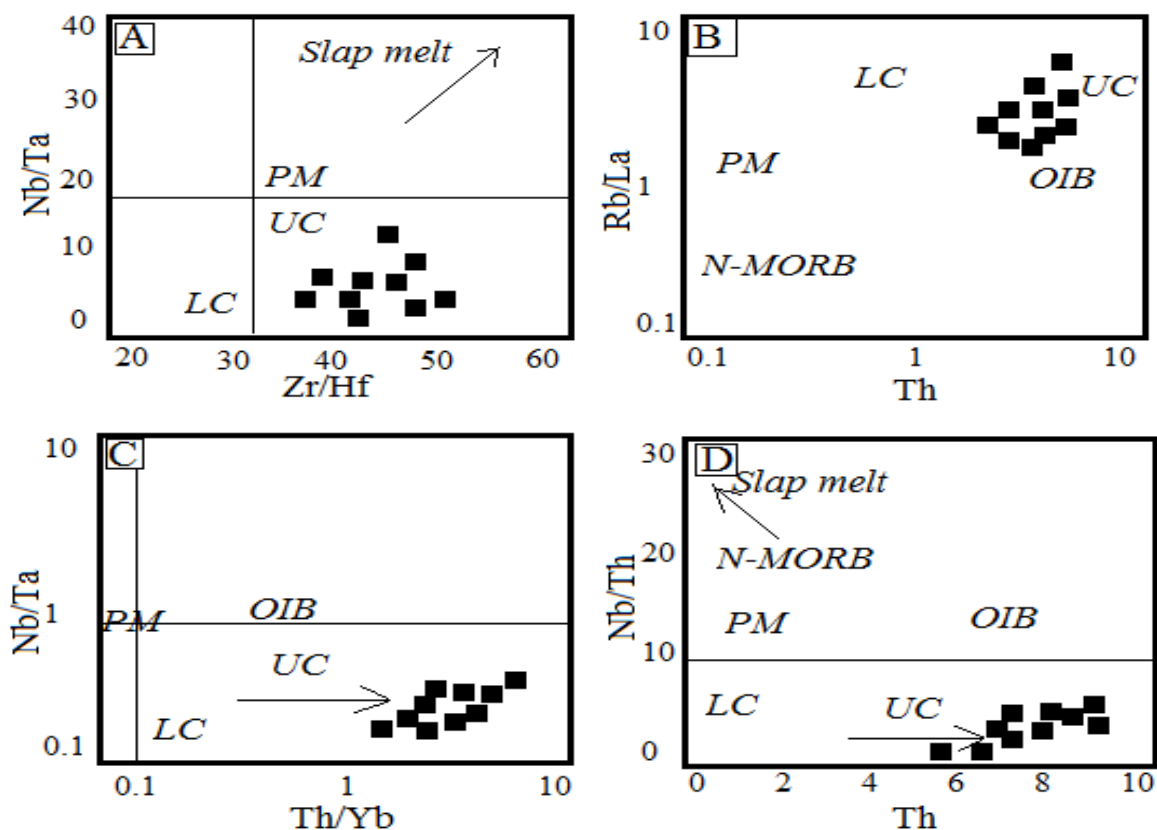 A
40
30
20
10
0
Nb/Ta
Slap melt
PM
UC
LC
20 30 40 50 60
Zr/Hf
B
10
1
0.1
Rb/La
LC
UC
PM
OIB
N-MORB
0.1 1 10
Th
C
10
1
0.1
Nb/Ta
PM
OIB
UC
LC
0.1 1 10
Th/Yb
D
30
20
10
0
Nb/Th
Slap melt
N-MORB
PM
OIB
LC
UC
0 2 4 6 8 10
Th